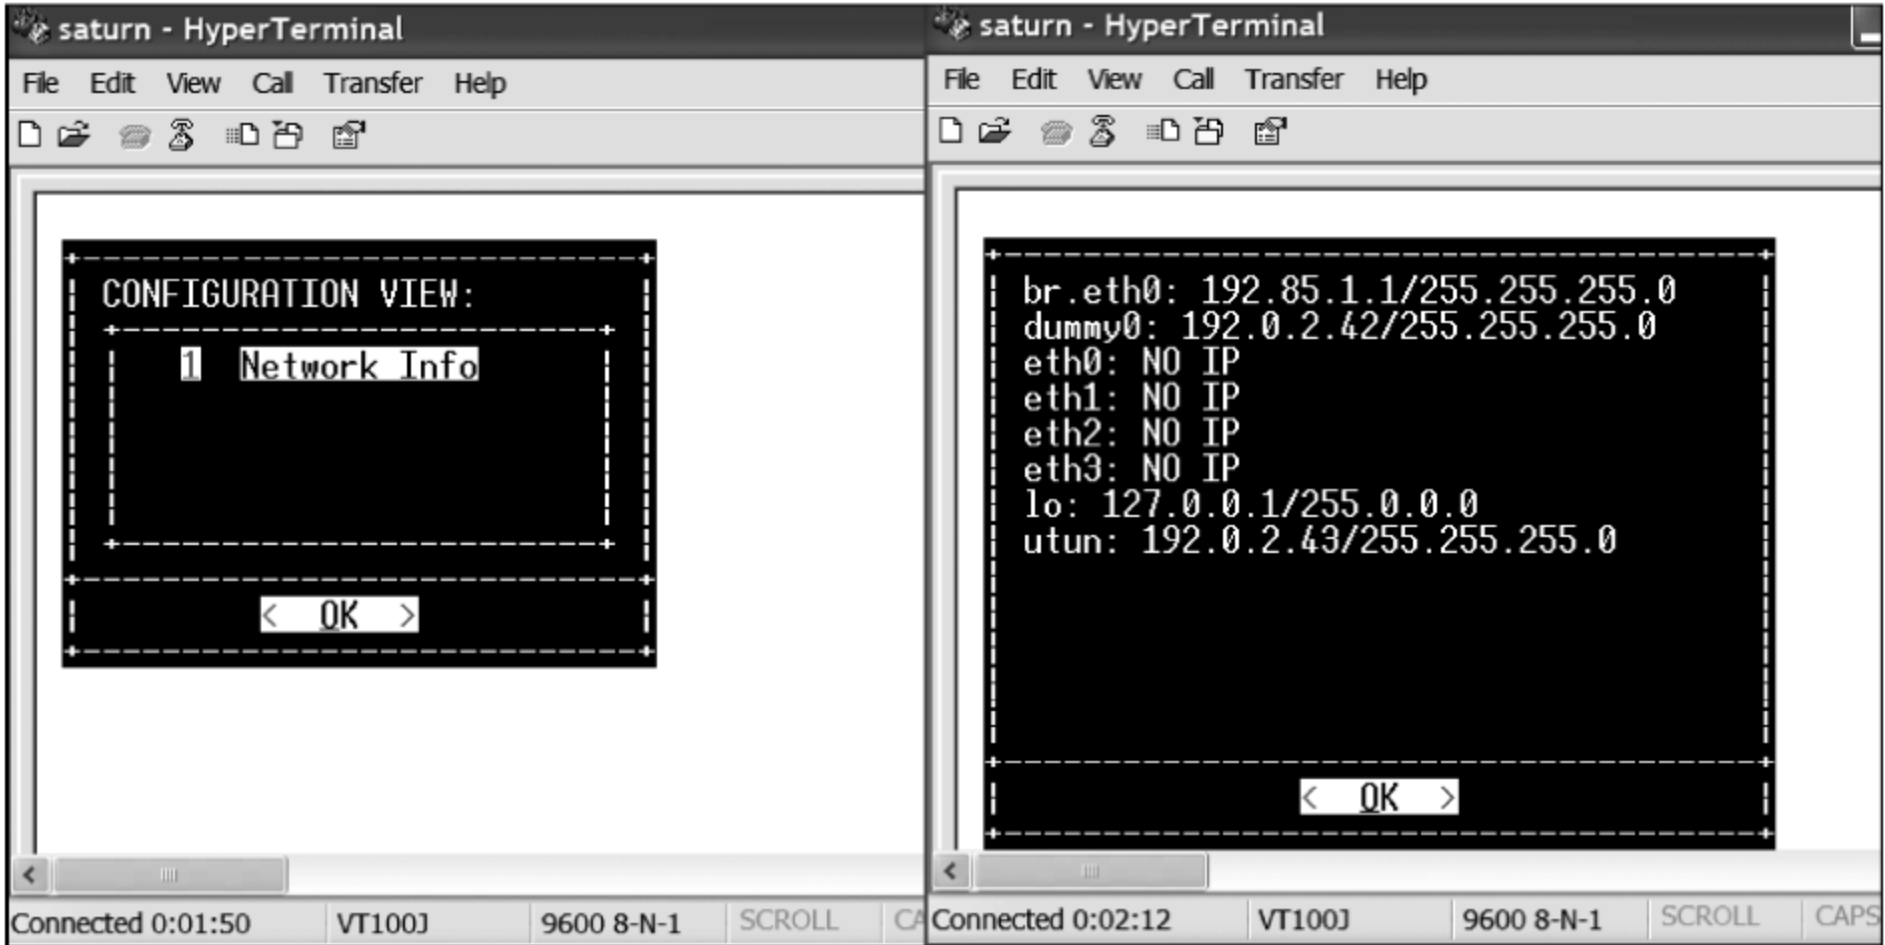 saturn - HyperTerminal
File Edit View Call Transfer Help
CONFIGURATION VIEW:
1 Network Info
< OK >
Connected 0:01:50 VT100J 9600 8-N-1 SCROLL CA
saturn - HyperTerminal
File Edit View Call Transfer Help
br.eth0: 192.85.1.1/255.255.255.0
dummy0: 192.0.2.42/255.255.255.0
eth0: NO IP
eth1: NO IP
eth2: NO IP
eth3: NO IP
lo: 127.0.0.1/255.0.0.0
utun: 192.0.2.43/255.255.255.0
< OK >
Connected 0:02:12 VT100J 9600 8-N-1 SCROLL CAPS